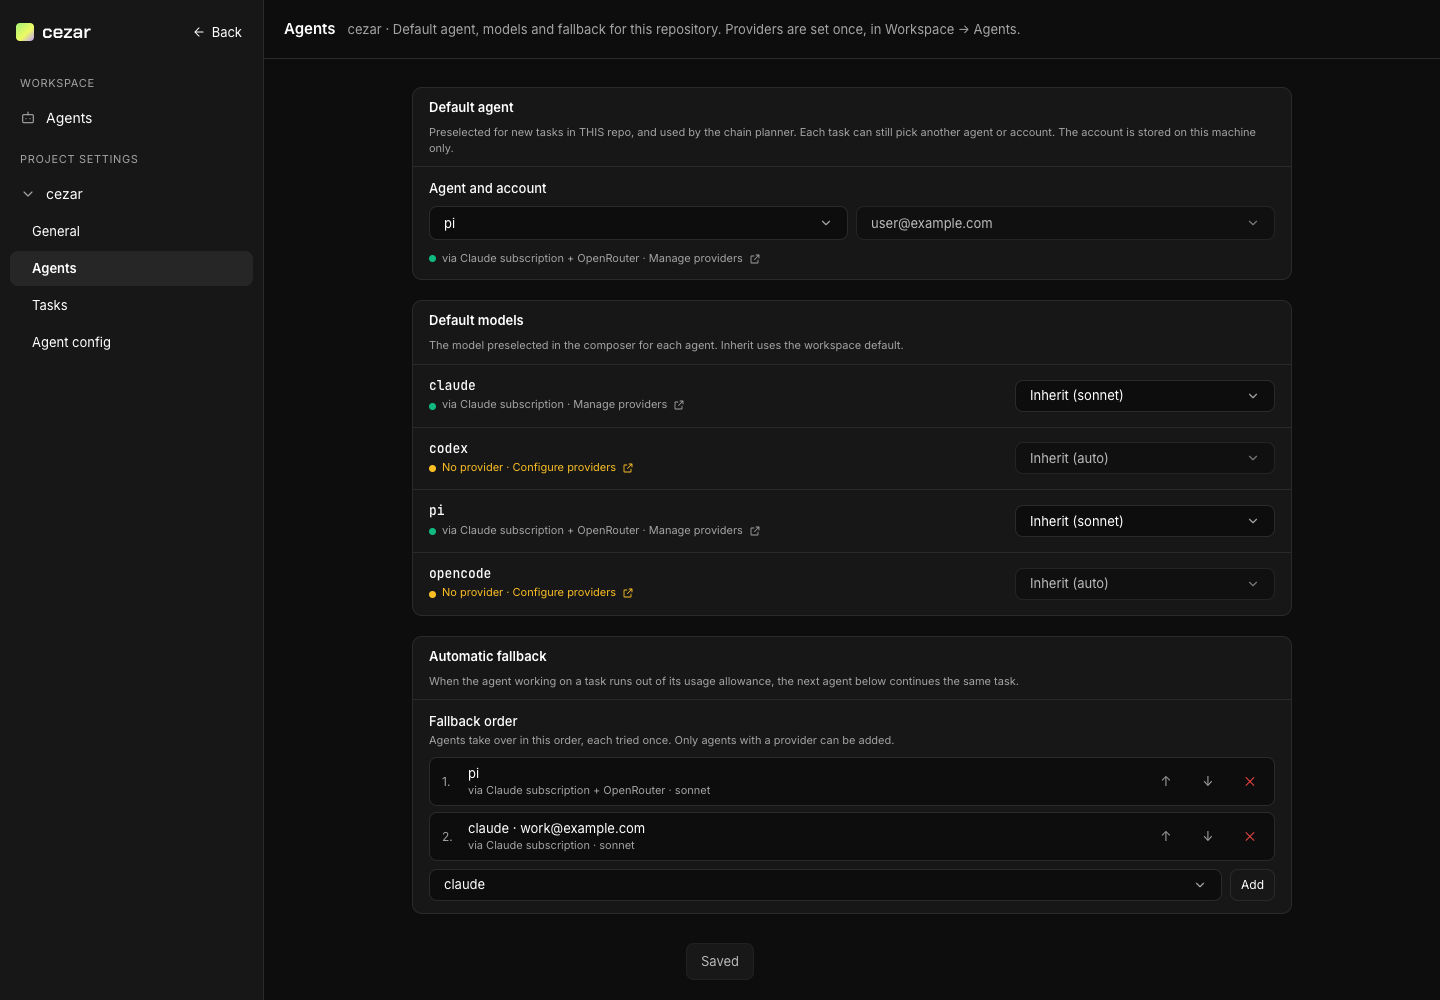 cezar
Back
WORKSPACE
Agents
PROJECT SETTINGS
cezar
General
Agents
Tasks
Agent config
Agents cezar · Default agent, models and fallback for this repository. Providers are set once, in Workspace → Agents.
Default agent
Preselected for new tasks in THIS repo, and used by the chain planner. Each task can still pick another agent or account. The account is stored on this machine
only.
Agent and account
pi user@example.com
via Claude subscription + OpenRouter · Manage providers
Default models
The model preselected in the composer for each agent. Inherit uses the workspace default.
claude
via Claude subscription · Manage providers
Inherit (sonnet)
codex
No provider · Configure providers
Inherit (auto)
pi
via Claude subscription + OpenRouter · Manage providers
Inherit (sonnet)
opencode
No provider · Configure providers
Inherit (auto)
Automatic fallback
When the agent working on a task runs out of its usage allowance, the next agent below continues the same task.
Fallback order
Agents take over in this order, each tried once. Only agents with a provider can be added.
1. pi
via Claude subscription + OpenRouter · sonnet
2. claude · work@example.com
via Claude subscription · sonnet
claude Add
Saved